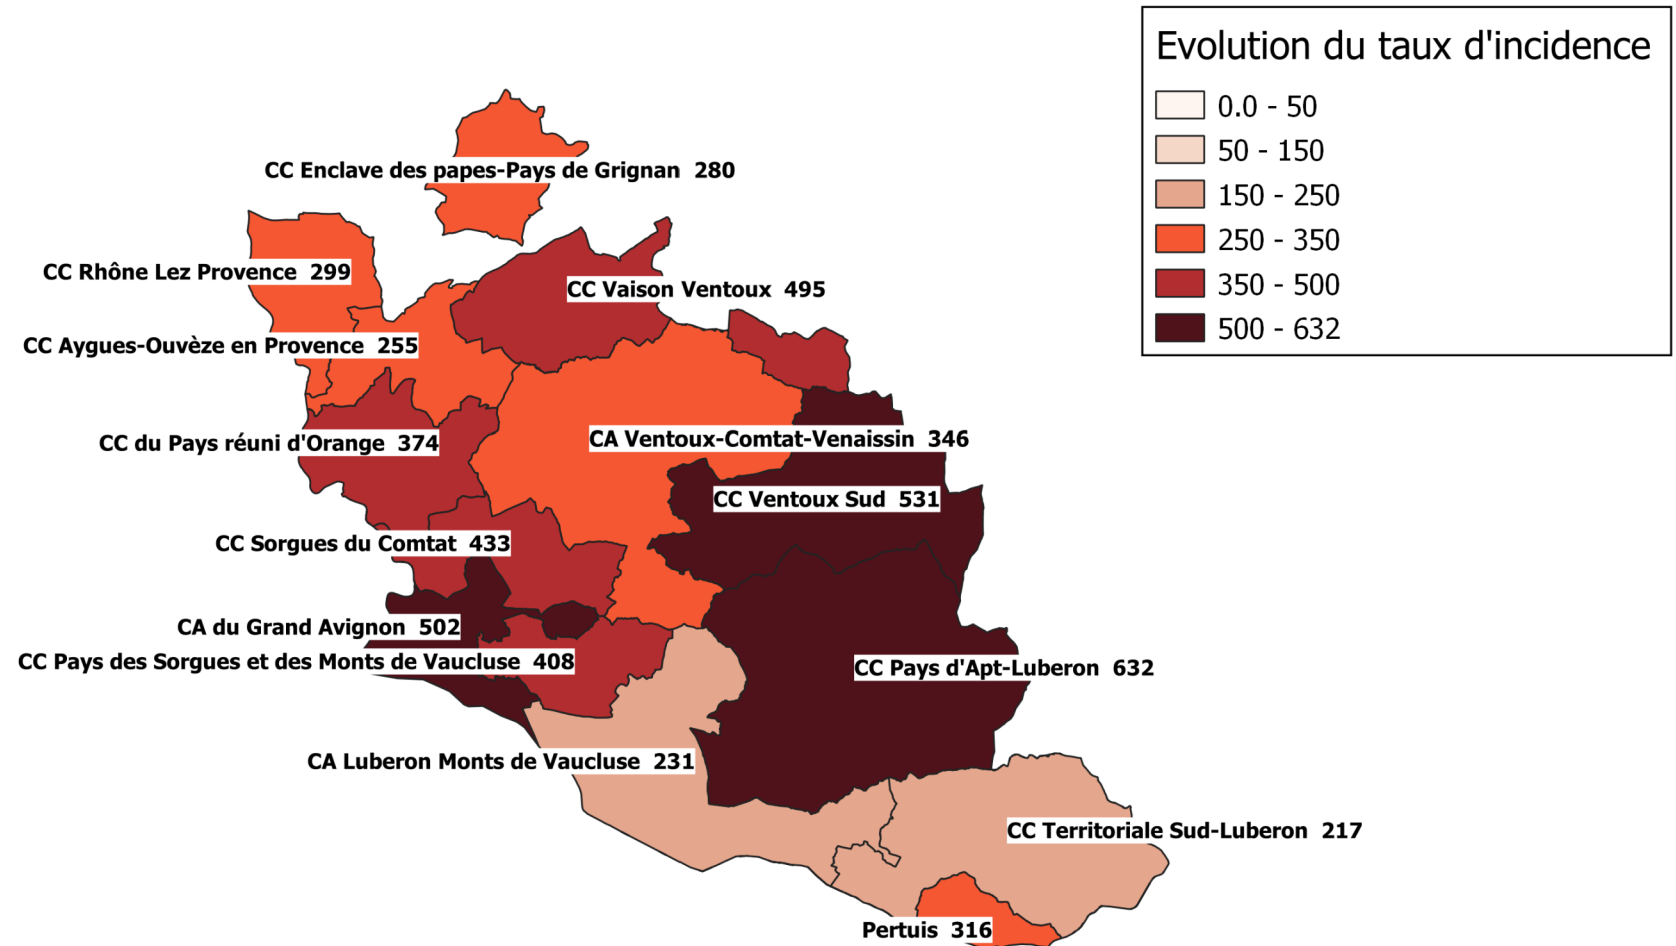 Evolution du taux d'incidence
0.0 - 50
50 - 150
150 - 250
250 - 350
350 - 500
500 - 632
CC Enclave des papes-Pays de Grignan 280
CC Rhône Lez Provence 299
CC Vaison Ventoux 495
CC Aygues-Ouvèze en Provence 255
CA Ventoux-Comtat-Venaissin 346
CC du Pays réuni d'Orange 374
CC Ventoux Sud 531
CC Sorgues du Comtat 433
CA du Grand Avignon 502
CC Pays des Sorgues et des Monts de Vaucluse 408
CC Pays d'Apt-Luberon 632
CA Luberon Monts de Vaucluse 231
CC Territoriale Sud-Luberon 217
Pertuis 316